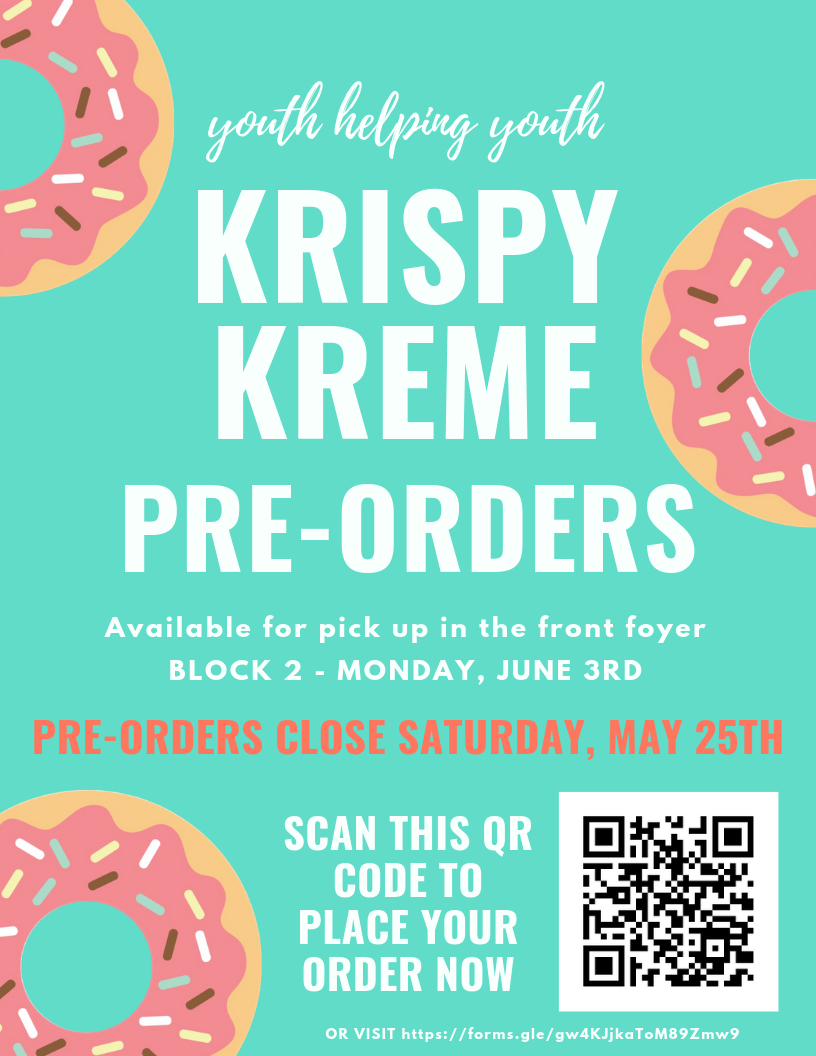 youth helping youth
KRISPY
KREME
PRE-ORDERS
Available for pick up in the front foyer
BLOCK 2 - MONDAY, JUNE 3RD
PRE-ORDERS CLOSE SATURDAY, MAY 25TH
SCAN THIS QR
CODE TO
PLACE YOUR
ORDER NOW
OR VISIT https://forms.gle/gw4KJjkaToM89Zmw9